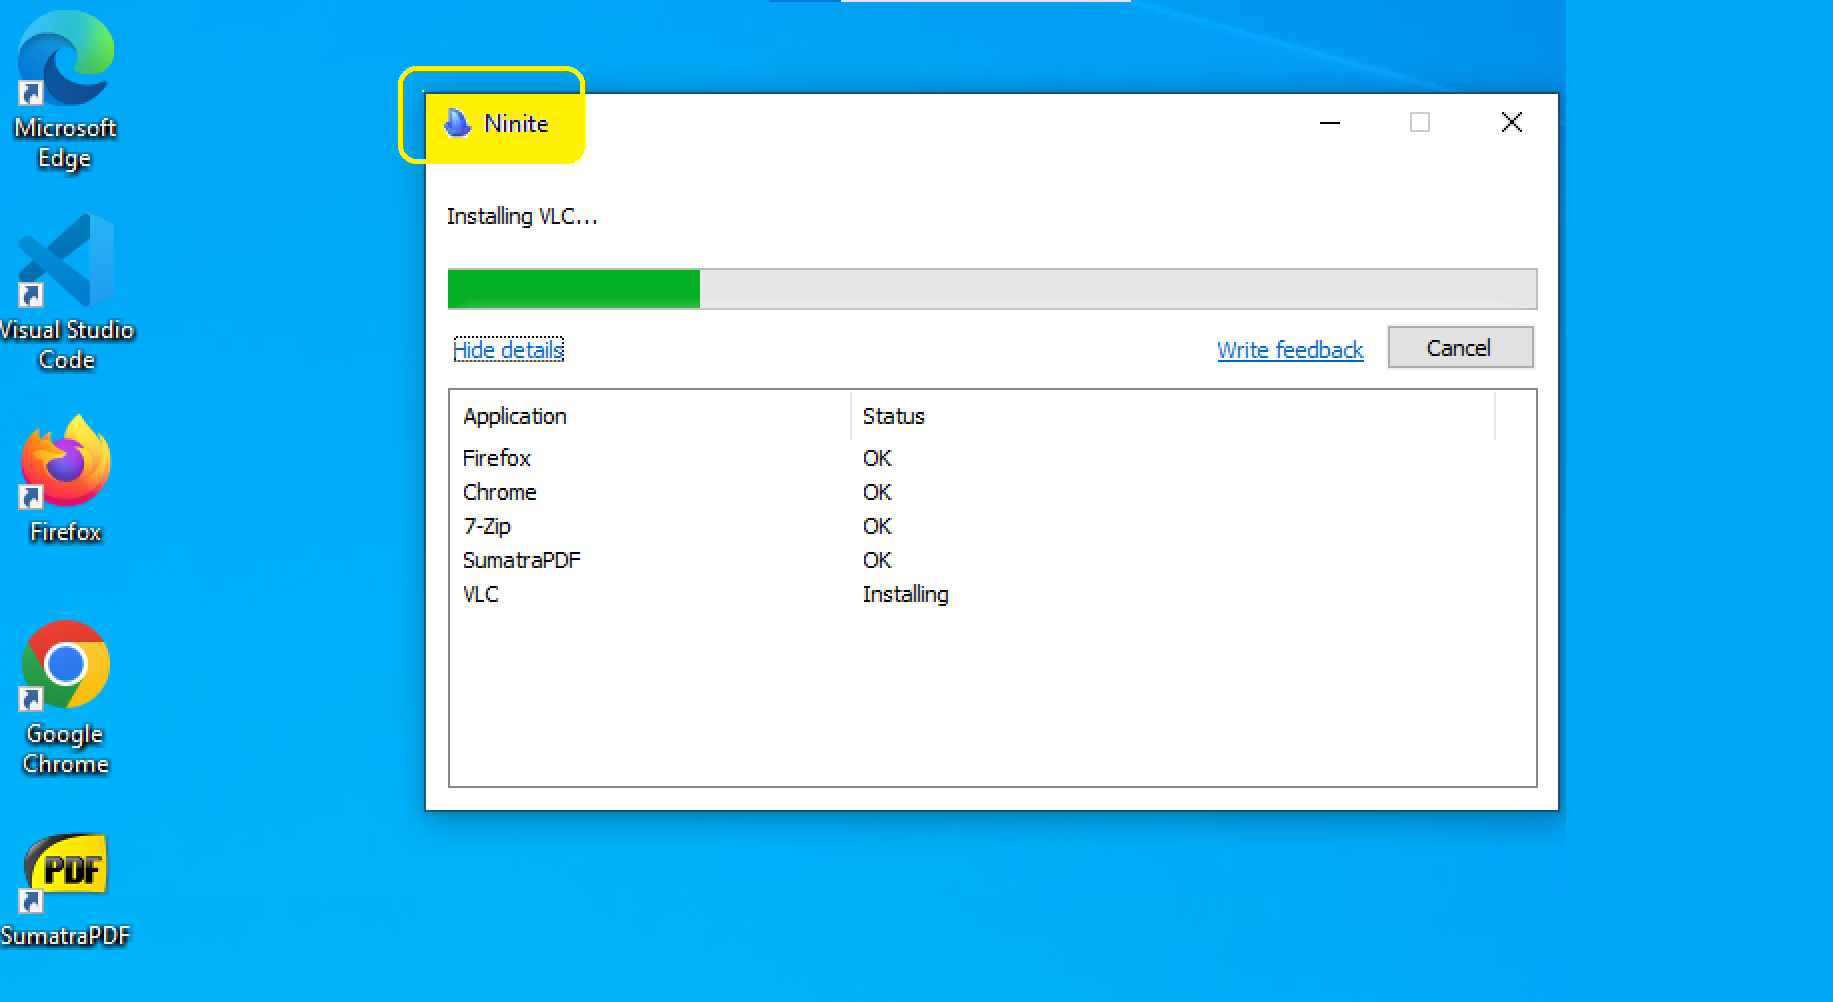 Microsoft
Edge
Visual Studio
Code
Firefox
Google
Chrome
PDF
SumatraPDF
Ninite
Installing VLC...
Hide details
Write feedback
Cancel
Application Status
Firefox OK
Chrome OK
7-Zip OK
SumatraPDF OK
VLC Installing